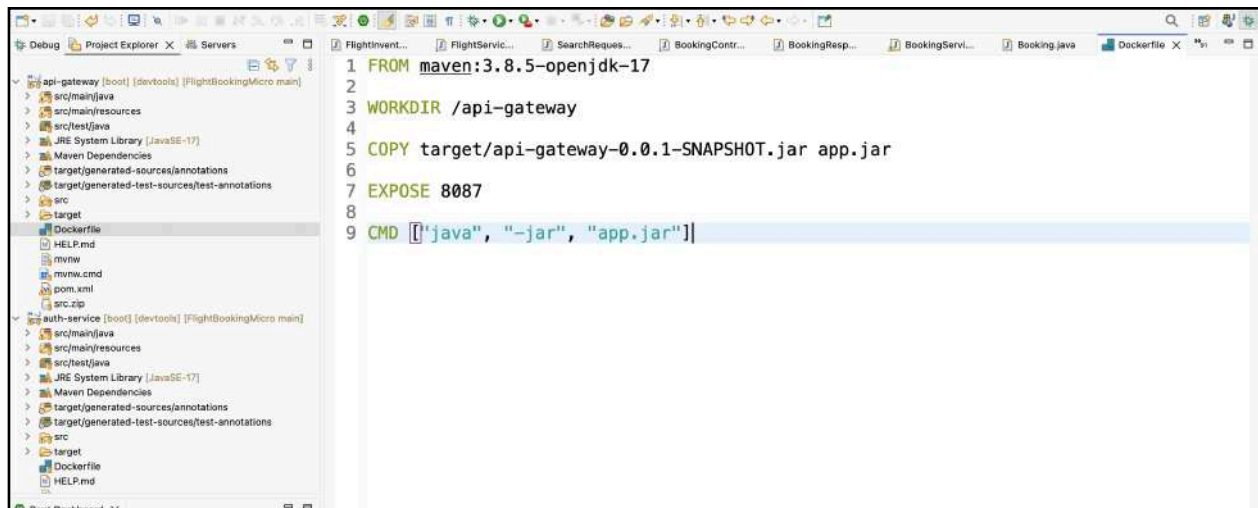 Debug Project Explorer × Servers
FlightInvent... FlightServic... SearchReques... BookingContr... BookingResp... BookingServi... Booking.java Dockerfile ×
api-gateway [boot] [devtools] [FlightBookingMicro main]
src/main/java
src/main/resources
src/test/java
JRE System Library [JavaSE-17]
Maven Dependencies
target/generated-sources/annotations
target/generated-test-sources/test-annotations
src
target
Dockerfile
HELP.md
mvnw
mvnw.cmd
pom.xml
src.zip
auth-service [boot] [devtools] [FlightBookingMicro main]
src/main/java
src/main/resources
src/test/java
JRE System Library [JavaSE-17]
Maven Dependencies
target/generated-sources/annotations
target/generated-test-sources/test-annotations
src
target
Dockerfile
HELP.md
1 FROM maven:3.8.5-openjdk-17
2
3 WORKDIR /api-gateway
4
5 COPY target/api-gateway-0.0.1-SNAPSHOT.jar app.jar
6
7 EXPOSE 8087
8
9 CMD ["java", "-jar", "app.jar"]